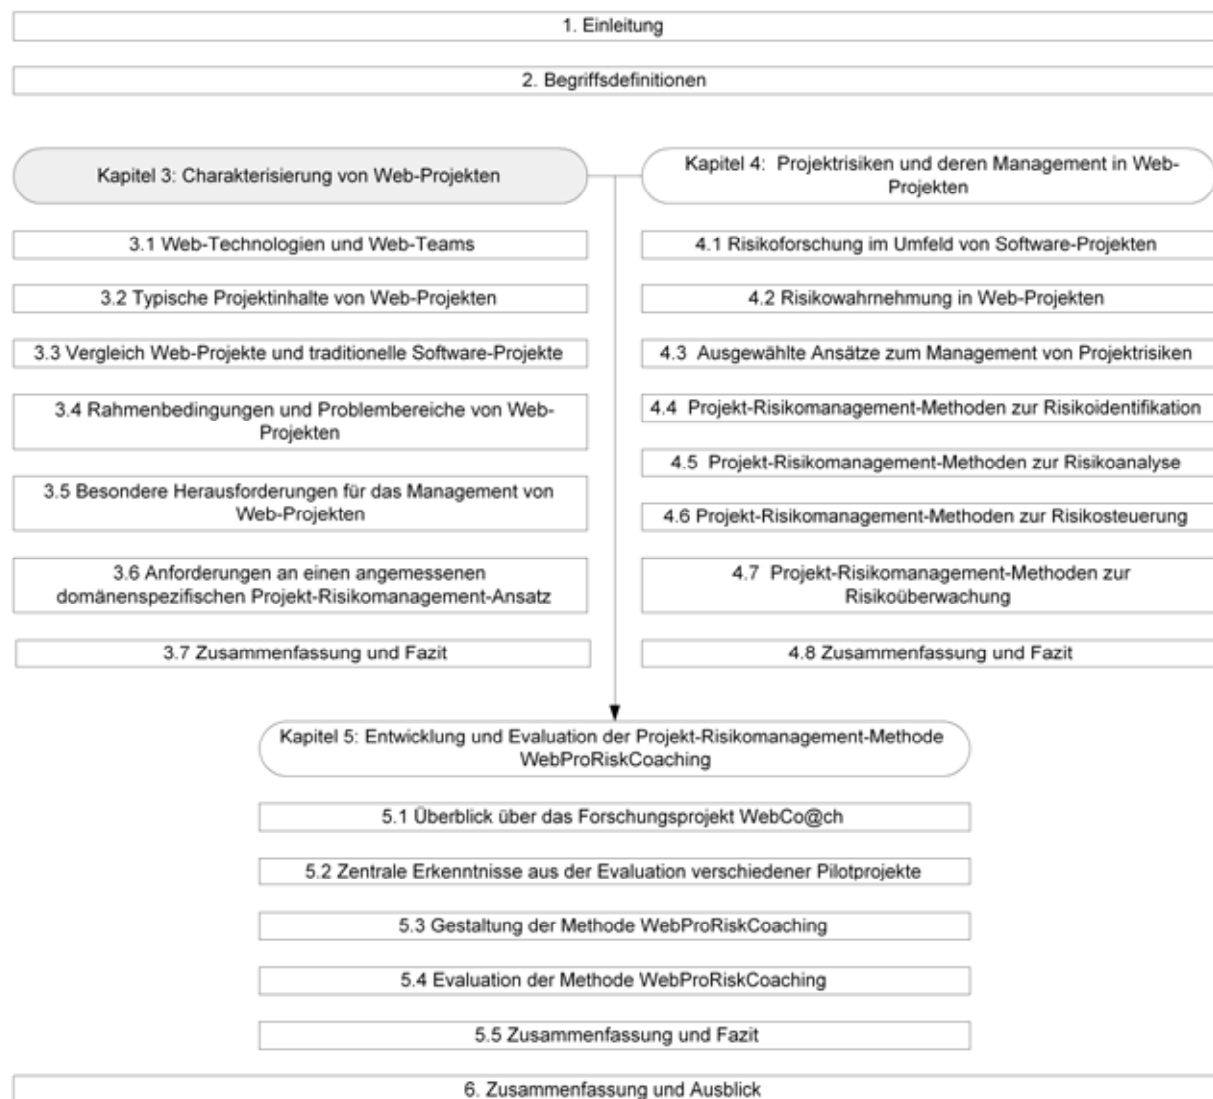 1. Einleitung
2. Begriffsdefinitionen
Kapitel 3: Charakterisierung von Web-Projekten
3.1 Web-Technologien und Web-Teams
3.2 Typische Projektinhalte von Web-Projekten
3.3 Vergleich Web-Projekte und traditionelle Software-Projekte
3.4 Rahmenbedingungen und Problembereiche von Web-
Projekten
3.5 Besondere Herausforderungen für das Management von
Web-Projekten
3.6 Anforderungen an einen angemessenen
domänenspezifischen Projekt-Risikomanagement-Ansatz
3.7 Zusammenfassung und Fazit
Kapitel 4: Projektrisiken und deren Management in Web-
Projekten
4.1 Risikoforschung im Umfeld von Software-Projekten
4.2 Risikowahrnehmung in Web-Projekten
4.3 Ausgewählte Ansätze zum Management von Projektrisiken
4.4 Projekt-Risikomanagement-Methoden zur Risikoidentifikation
4.5 Projekt-Risikomanagement-Methoden zur Risikoanalyse
4.6 Projekt-Risikomanagement-Methoden zur Risikosteuerung
4.7 Projekt-Risikomanagement-Methoden zur
Risikoüberwachung
4.8 Zusammenfassung und Fazit
Kapitel 5: Entwicklung und Evaluation der Projekt-Risikomanagement-Methode
WebProRiskCoaching
5.1 Überblick über das Forschungsprojekt WebCo@ch
5.2 Zentrale Erkenntnisse aus der Evaluation verschiedener Pilotprojekte
5.3 Gestaltung der Methode WebProRiskCoaching
5.4 Evaluation der Methode WebProRiskCoaching
5.5 Zusammenfassung und Fazit
6. Zusammenfassung und Ausblick